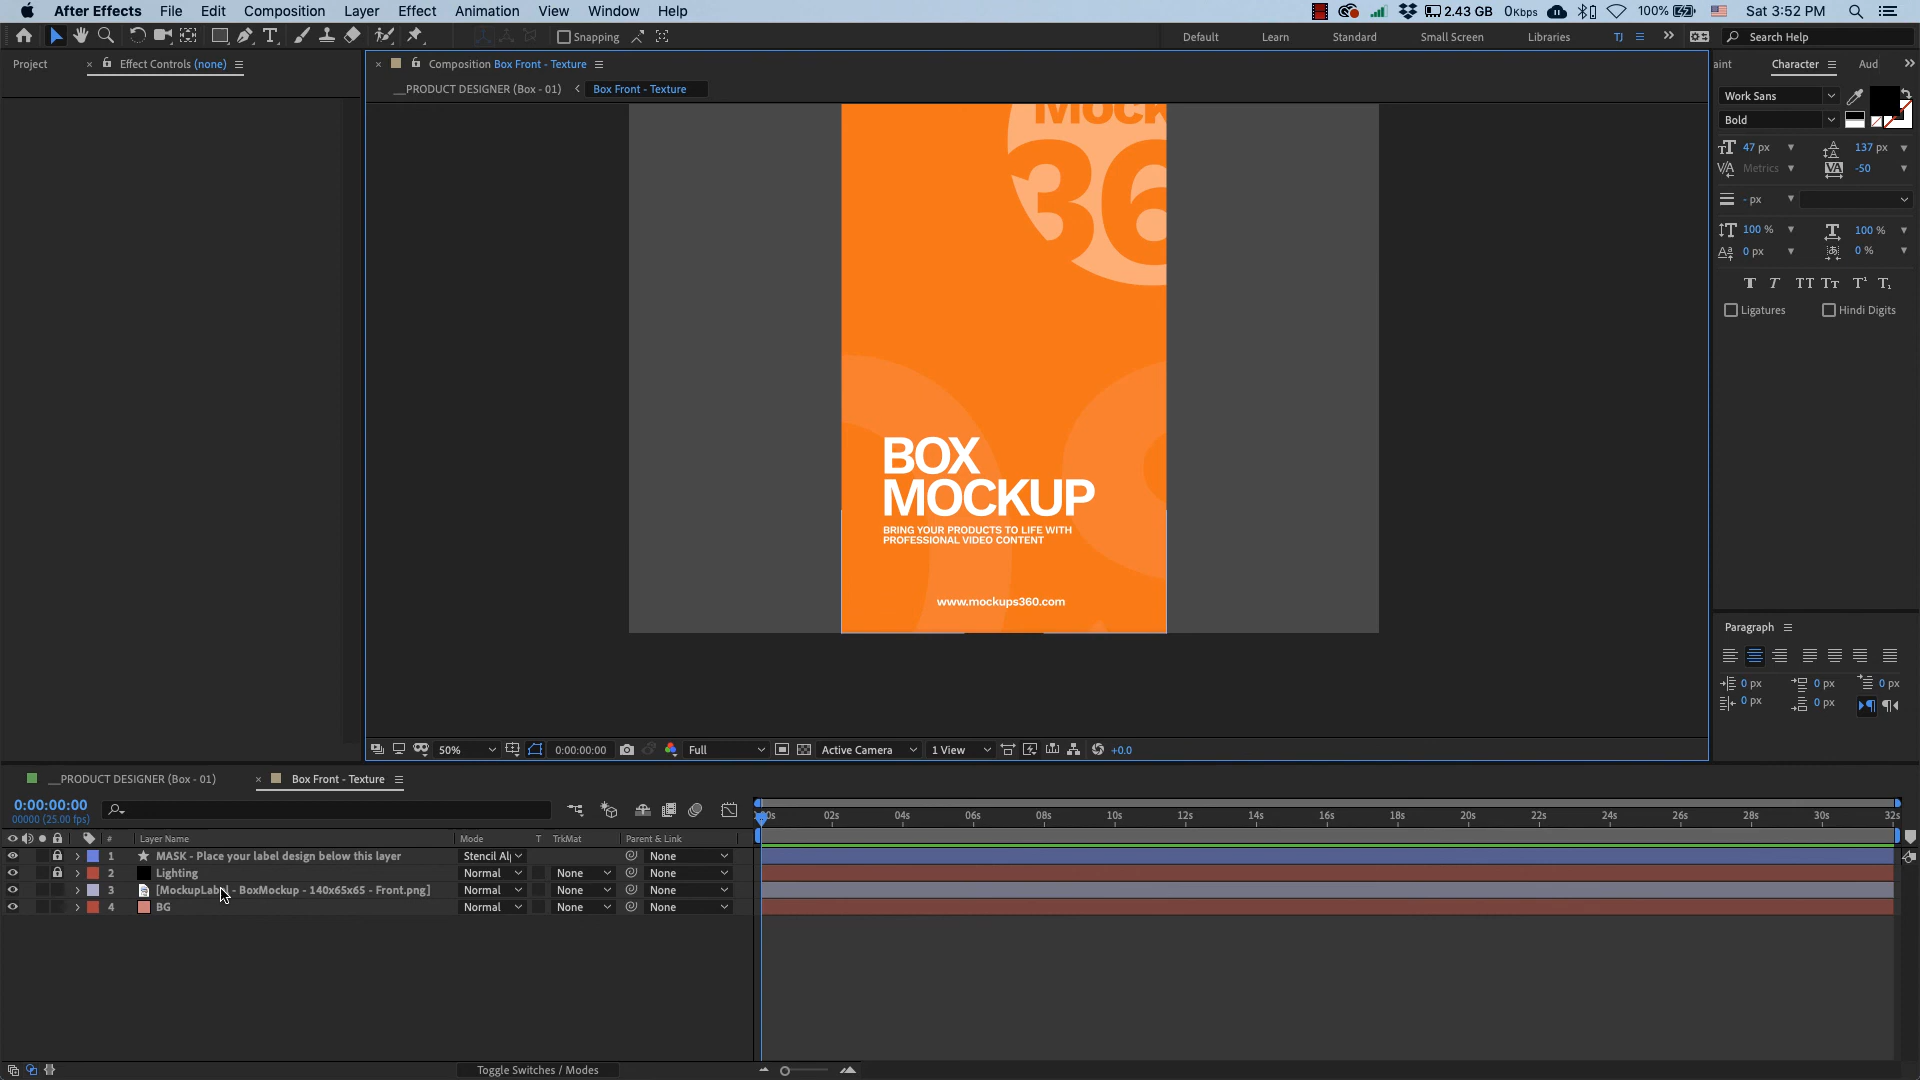 After Effects File Edit Composition Layer Effect Animation View Window Help 2.43 GB 0Kbps 100% Sat 3:52 PM
Snapping Default Learn Standard Small Screen Libraries TJ Search Help
Project Effect Controls (none) Composition Box Front - Texture aint Character Aud
__PRODUCT DESIGNER (Box - 01) Box Front - Texture
Work Sans
Bold
47 px 137 px
Metrics -50
- px
100 % 100 %
0 px 0 %
Ligatures Hindi Digits
MOCK
36
BOX
MOCKUP
BRING YOUR PRODUCTS TO LIFE WITH
PROFESSIONAL VIDEO CONTENT
www.mockups360.com
Paragraph
0 px 0 px 0 px
0 px 0 px
50% 0:00:00:00 Full Active Camera 1 View +0.0
__PRODUCT DESIGNER (Box - 01) Box Front - Texture
0:00:00:00
00000 (25.00 fps)
02s 04s 06s 08s 10s 12s 14s 16s 18s 20s 22s 24s 26s 28s 30s 32s
# Layer Name Mode T TrkMat Parent & Link
1 MASK - Place your label design below this layer Stencil Al None
2 Lighting Normal None None
3 [MockupLabel - BoxMockup - 140x65x65 - Front.png] Normal None None
4 BG Normal None None
Toggle Switches / Modes